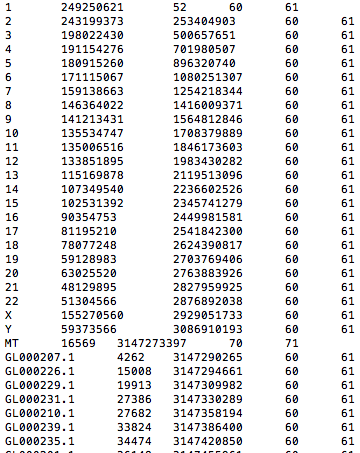 1 249250621 52 60 61
2 243199373 253404903 60 61
3 198022430 500657651 60 61
4 191154276 701980507 60 61
5 180915260 896320740 60 61
6 171115067 1080251307 60 61
7 159138663 1254218344 60 61
8 146364022 1416009371 60 61
9 141213431 1564812846 60 61
10 135534747 1708379889 60 61
11 135006516 1846173603 60 61
12 133851895 1983430282 60 61
13 115169878 2119513096 60 61
14 107349540 2236602526 60 61
15 102531392 2345741279 60 61
16 90354753 2449981581 60 61
17 81195210 2541842300 60 61
18 78077248 2624390817 60 61
19 59128983 2703769406 60 61
20 63025520 2763883926 60 61
21 48129895 2827959925 60 61
22 51304566 2876892038 60 61
X 155270560 2929051733 60 61
Y 59373566 3086910193 60 61
MT 16569 3147273397 70 71
GL000207.1 4262 3147290265 60 61
GL000226.1 15008 3147294661 60 61
GL000229.1 19913 3147309982 60 61
GL000231.1 27386 3147330289 60 61
GL000210.1 27682 3147358194 60 61
GL000239.1 33824 3147386400 60 61
GL000235.1 34474 3147420850 60 61